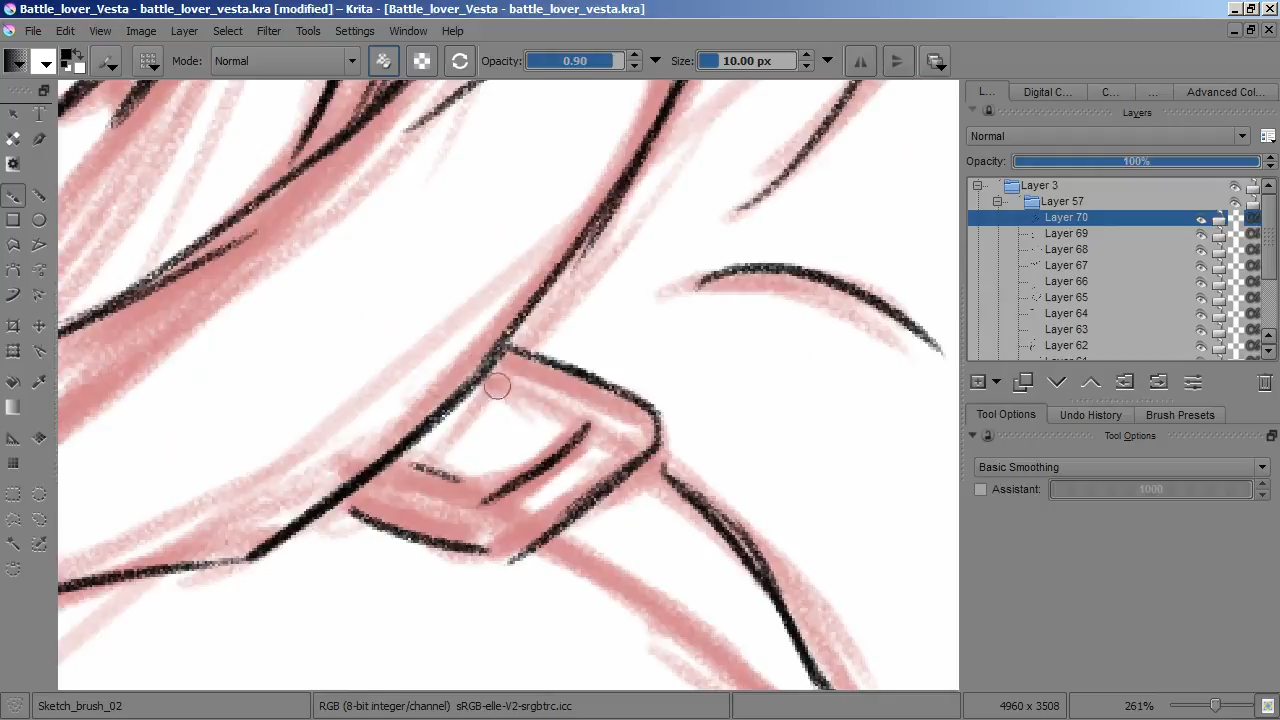 Battle_lover_Vesta - battle_lover_vesta.kra [modified] – Krita - [Battle_Lover_Vesta - battle_lover_vesta.kra]
File Edit View Image Layer Select Filter Tools Settings Window Help
Mode: Normal Opacity: 0.90 Size: 10.00 px
L... Digital C... C... ... Advanced Col...
Layers
Normal
Opacity: 100%
Layer 3
Layer 57
Layer 70
Layer 69
Layer 68
Layer 67
Layer 66
Layer 65
Layer 64
Layer 63
Layer 62
Tool Options Undo History Brush Presets
Tool Options
Basic Smoothing
Assistant: 1000
Sketch_brush_02 RGB (8-bit integer/channel) sRGB-elle-V2-srgbtrc.icc 4960 x 3508 261%